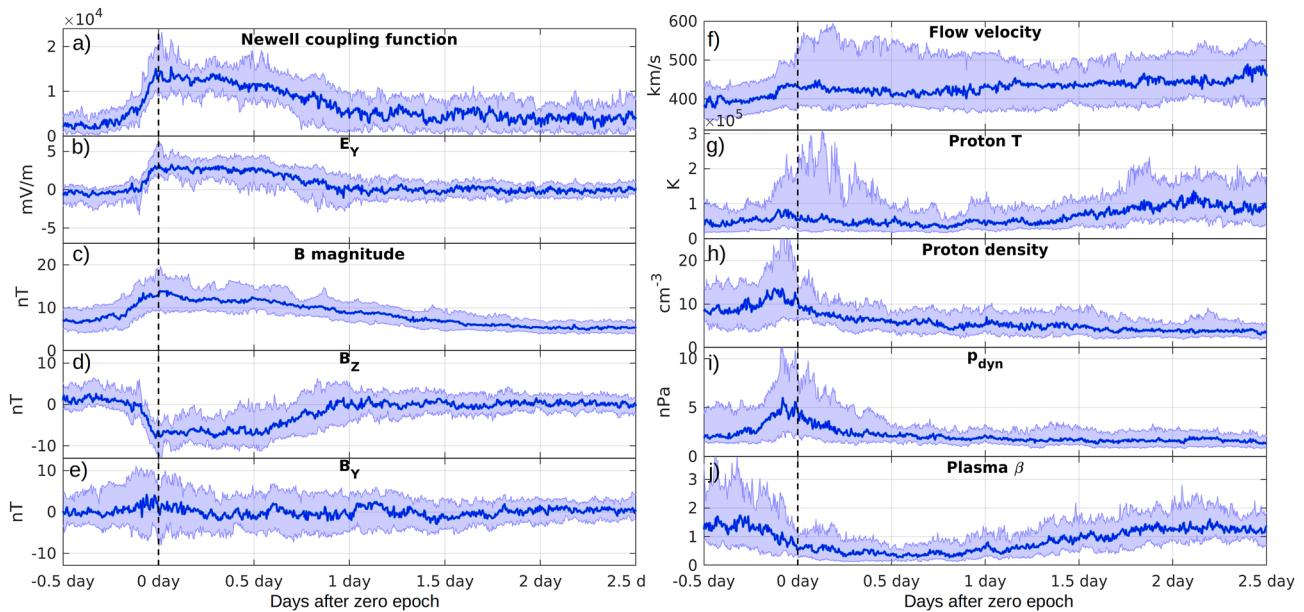 ×10⁴
a)
Newell coupling function
2
1
0
b)
E_Y
mV/m
5
0
-5
c)
B magnitude
nT
20
10
0
d)
B_Z
nT
10
0
-10
e)
B_Y
nT
10
0
-10
-0.5 day
0 day
0.5 day
1 day
1.5 day
2 day
2.5 d
Days after zero epoch
f)
Flow velocity
km/s
600
500
400
×10⁵
g)
Proton T
K
3
2
1
0
h)
Proton density
cm⁻³
20
10
0
i)
p_dyn
nPa
10
5
0
j)
Plasma β
3
2
1
0
-0.5 day
0 day
0.5 day
1 day
1.5 day
2 day
2.5 day
Days after zero epoch